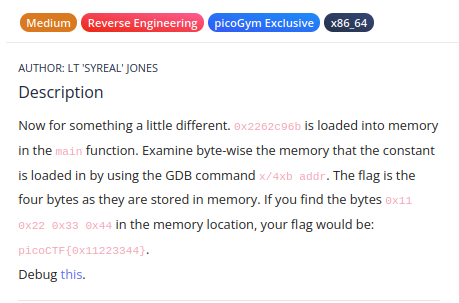 Medium Reverse Engineering picoGym Exclusive x86_64
AUTHOR: LT 'SYREAL' JONES
Description
Now for something a little different. 0x2262c96b is loaded into memory
in the main function. Examine byte-wise the memory that the constant
is loaded in by using the GDB command x/4xb addr. The flag is the
four bytes as they are stored in memory. If you find the bytes 0x11
0x22 0x33 0x44 in the memory location, your flag would be:
picoCTF{0x11223344}.
Debug this.